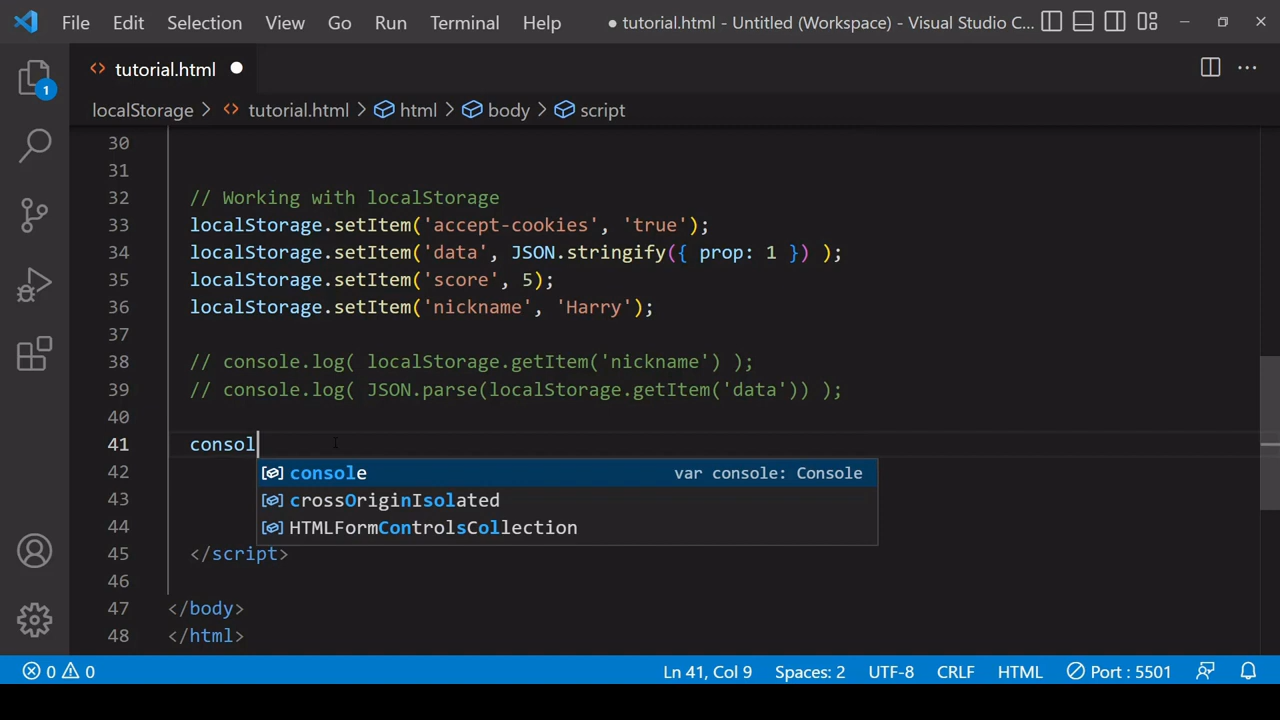 File Edit Selection View Go Run Terminal Help ● tutorial.html - Untitled (Workspace) - Visual Studio C...
tutorial.html
localStorage > tutorial.html > html > body > script
1
30
31
32 // Working with localStorage
33 localStorage.setItem('accept-cookies', 'true');
34 localStorage.setItem('data', JSON.stringify({ prop: 1 }) );
35 localStorage.setItem('score', 5);
36 localStorage.setItem('nickname', 'Harry');
37
38 // console.log( localStorage.getItem('nickname') );
39 // console.log( JSON.parse(localStorage.getItem('data')) );
40
41 consol
42 console var console: Console
43 crossOriginIsolated
44 HTMLFormControlsCollection
45 </script>
46
47 </body>
48 </html>
0 0 Ln 41, Col 9 Spaces: 2 UTF-8 CRLF HTML Port : 5501